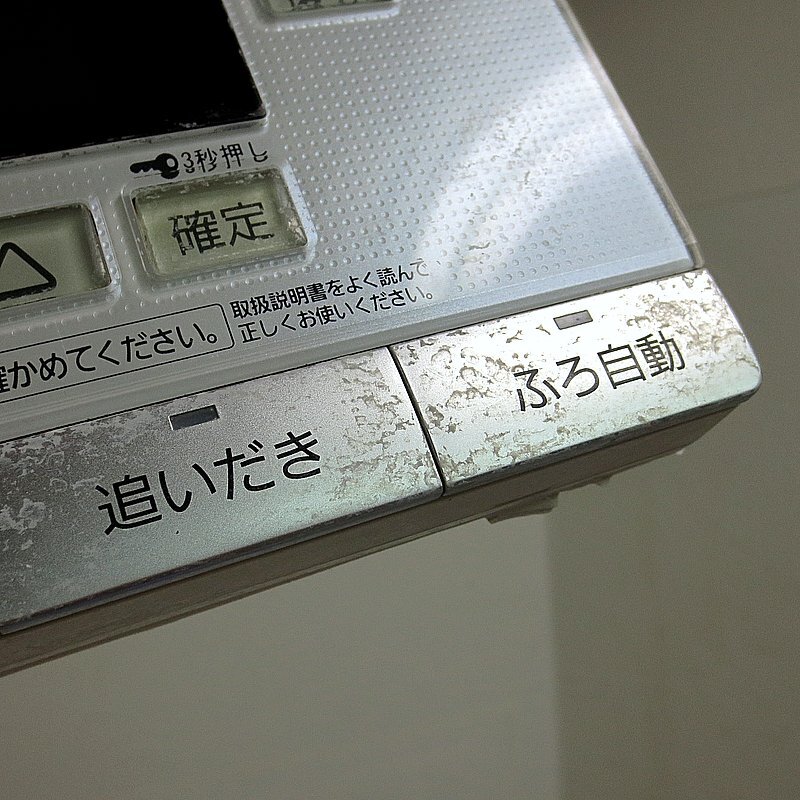 3秒押し
確定
取扱説明書をよく読んで
正しくお使いください。
確かめてください。
ふろ自動
追いだき